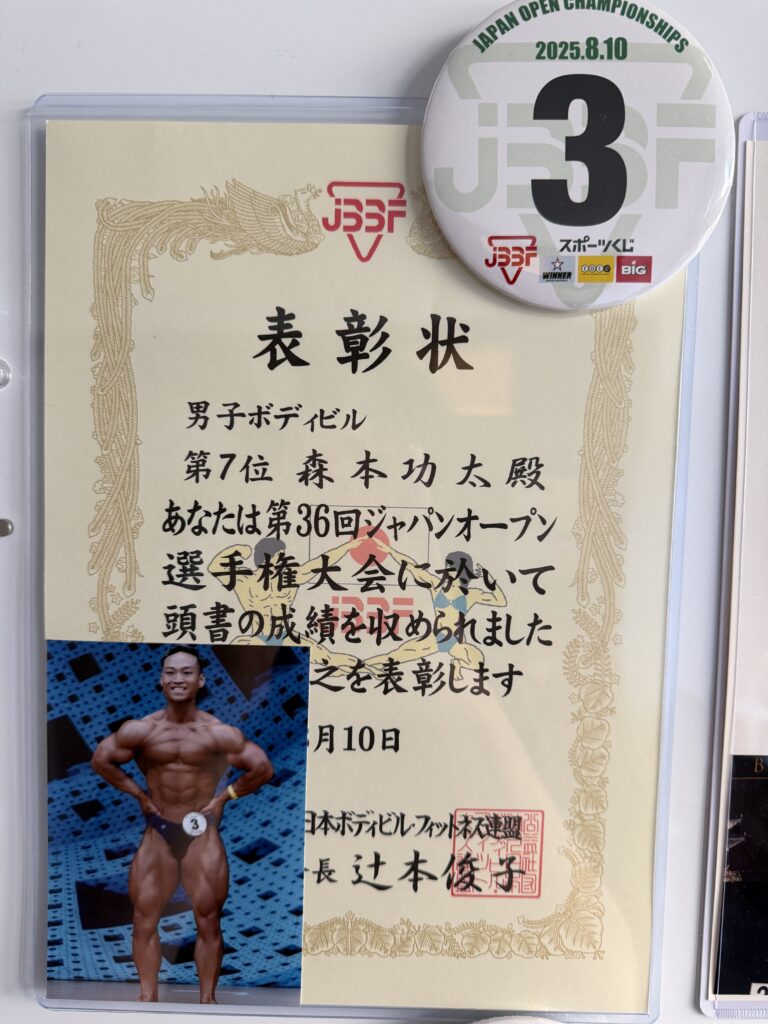 JAPAN OPEN CHAMPIONSHIPS
2025.8.10
JBBF
3
JBBF
スポーツくじ
WINNER
toto
BIG
JBBF
表彰状
男子ボディビル
第7位 森本功太殿
あなたは第36回ジャパンオープン
選手権大会に於いて
JBBF
頭書の成績を収められました
之を表彰します
月10日
日本ボディビル・フィットネス連盟
長 辻本俊子
3
B